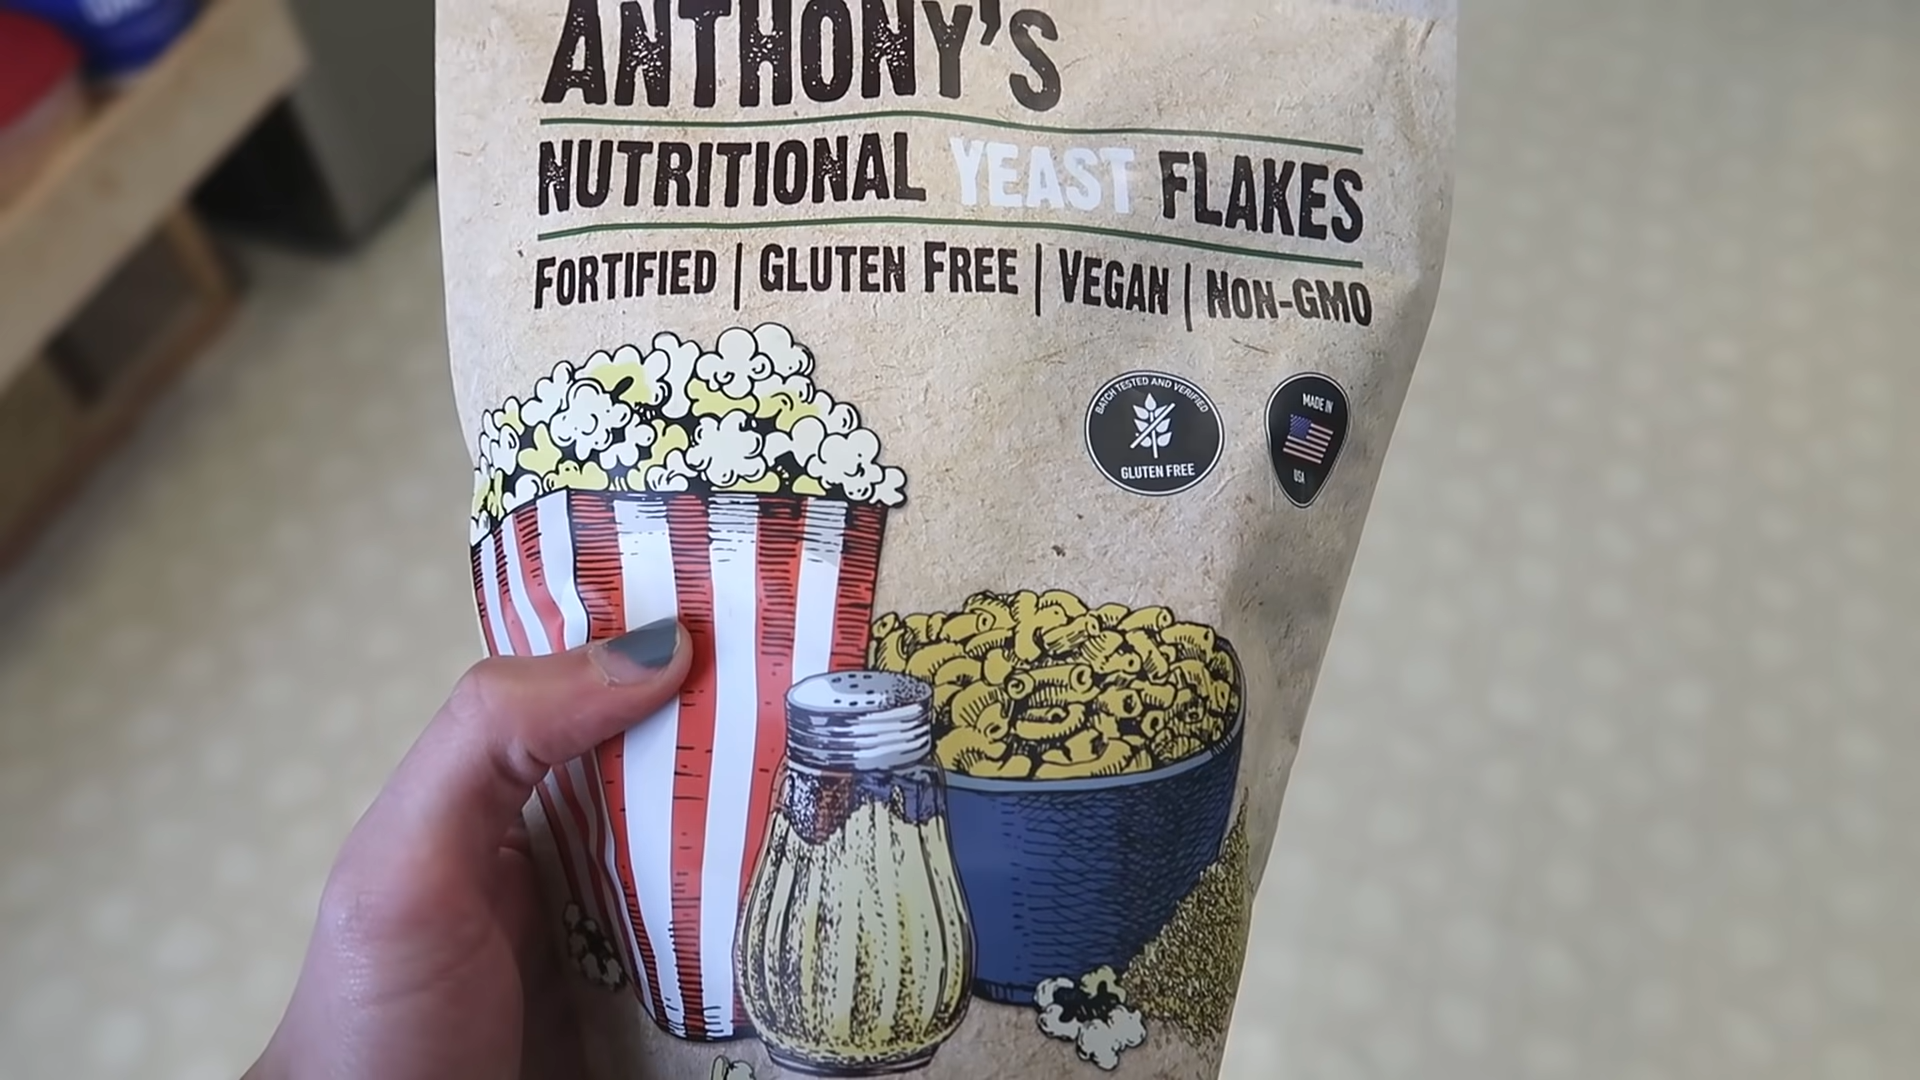 ANTHONY'S
NUTRITIONAL YEAST FLAKES
FORTIFIED | GLUTEN FREE | VEGAN | NON-GMO
BATCH TESTED AND VERIFIED
GLUTEN FREE
MADE IN
USA